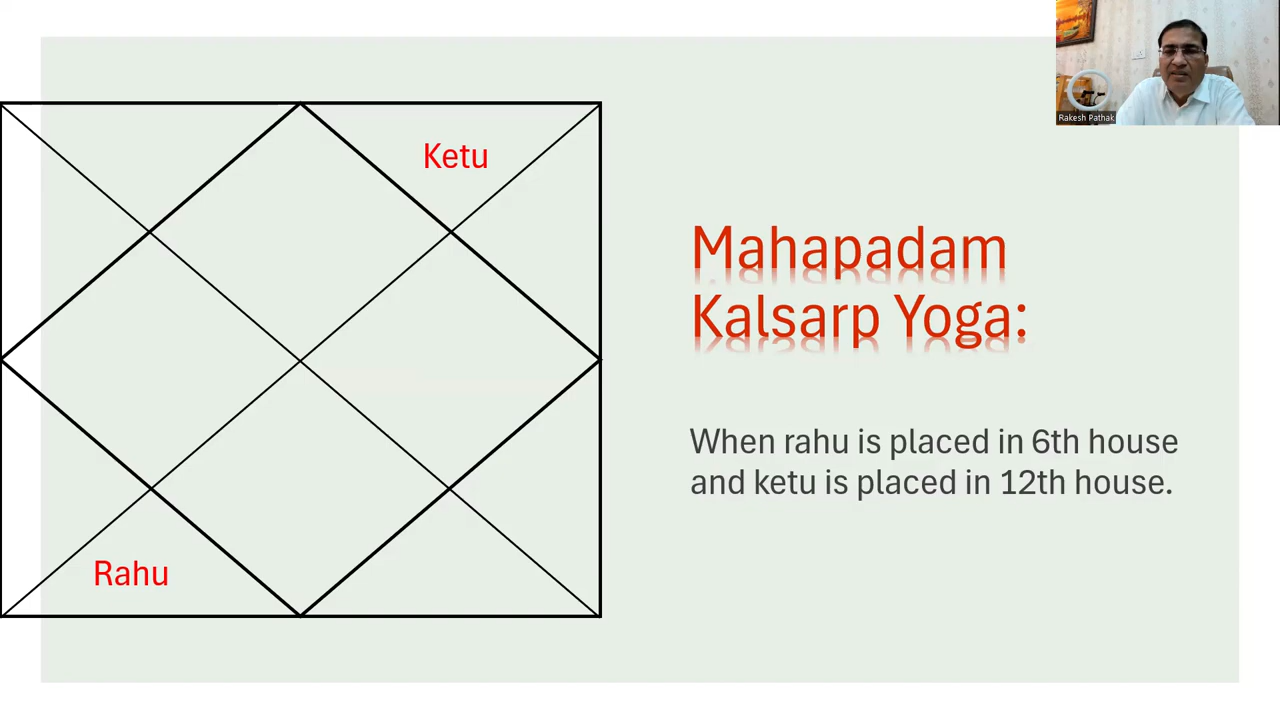 Rakesh Pathak
Ketu
Mahapadam
Kalsarp Yoga:
When rahu is placed in 6th house
and ketu is placed in 12th house.
Rahu